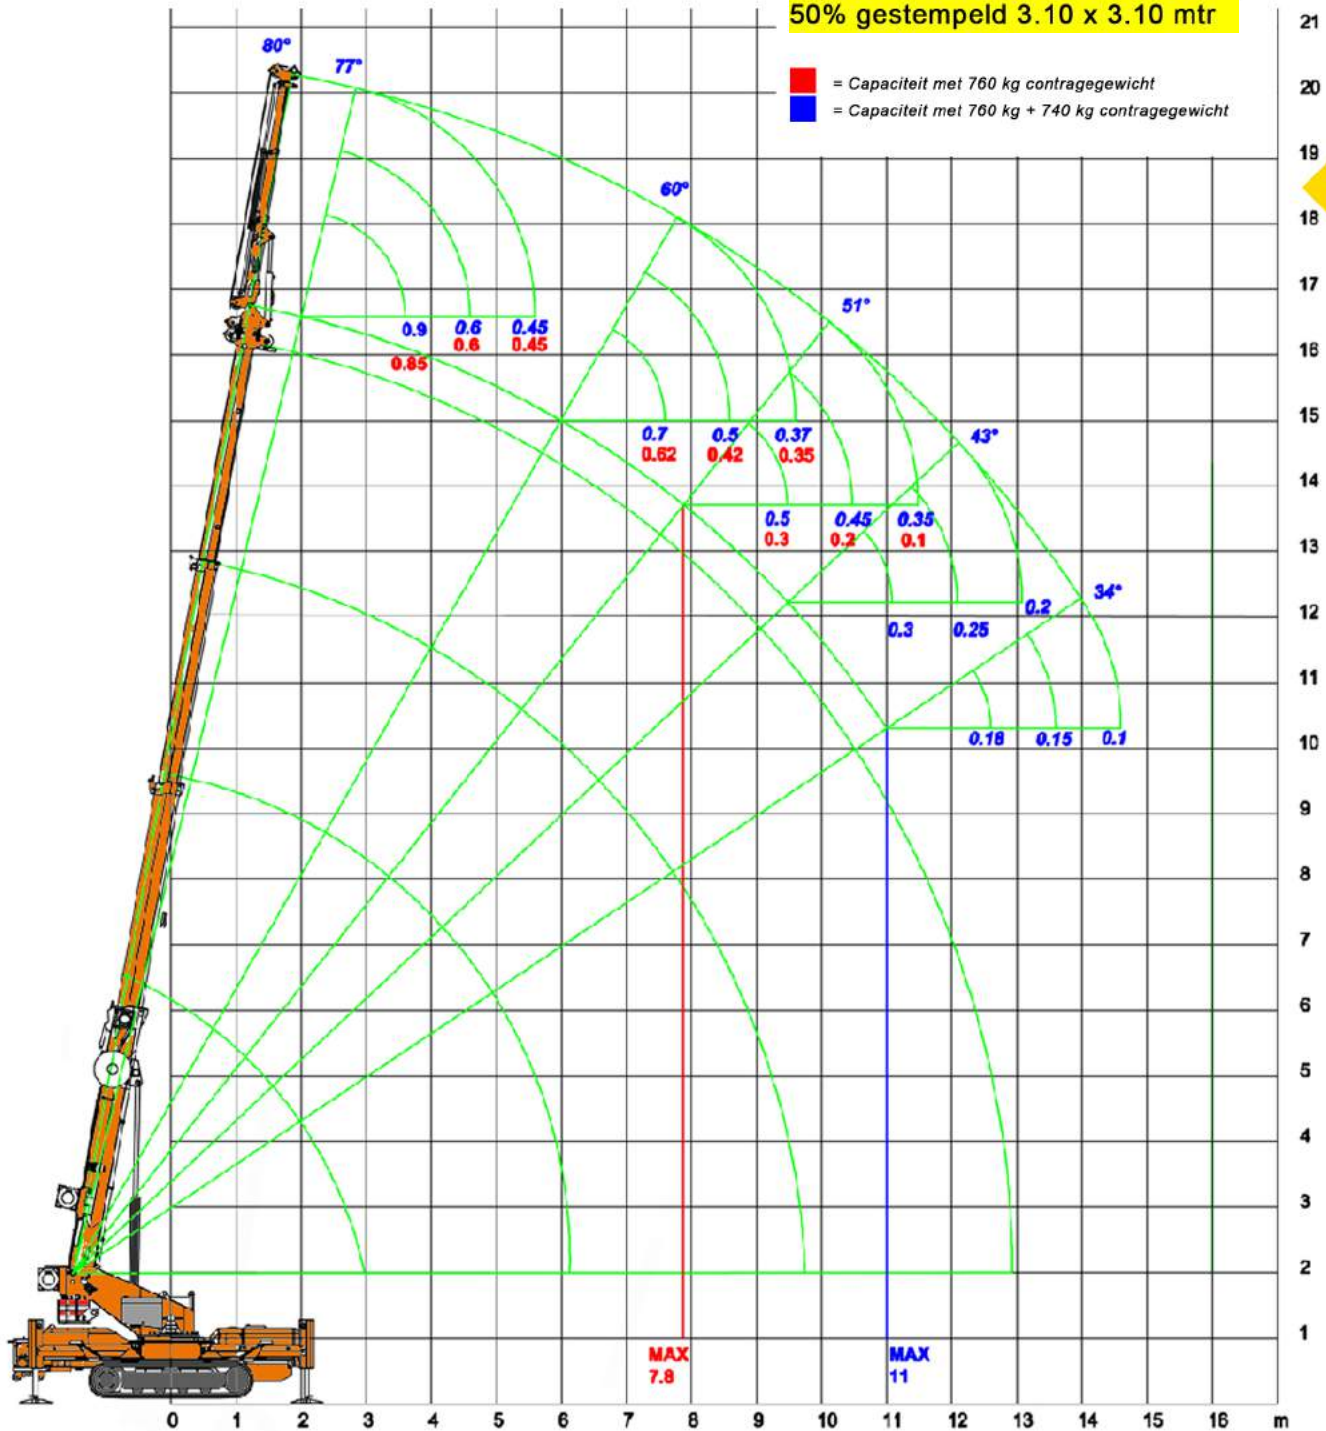 50% gestempeld 3.10 x 3.10 mtr
= Capaciteit met 760 kg contragewicht
= Capaciteit met 760 kg + 740 kg contragewicht
80°
77°
60°
51°
43°
34°
0.9 0.6 0.45
0.85 0.6 0.45
0.7 0.5 0.37
0.62 0.42 0.35
0.5 0.45 0.35
0.3 0.2 0.1
0.3 0.25 0.2
0.18 0.15 0.1
MAX
7.8
MAX
11
21
20
19
18
17
16
15
14
13
12
11
10
9
8
7
6
5
4
3
2
1
0 1 2 3 4 5 6 7 8 9 10 11 12 13 14 15 16 m